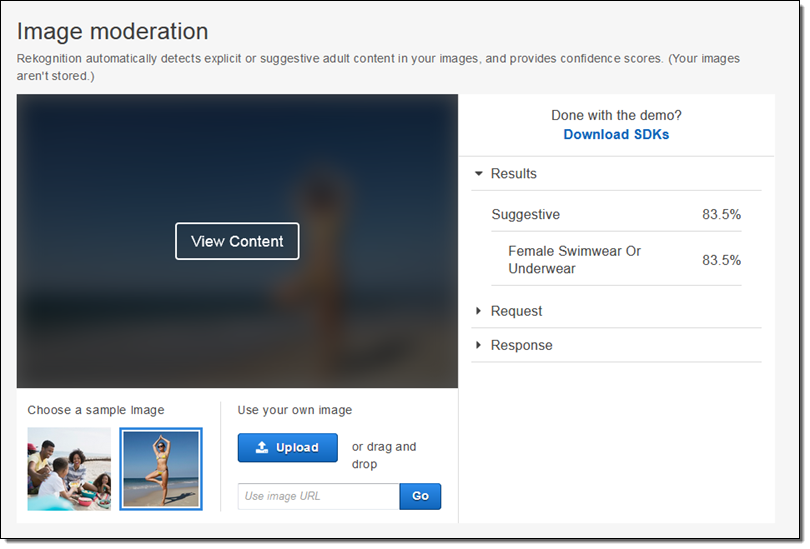 Image moderation
Rekognition automatically detects explicit or suggestive adult content in your images, and provides confidence scores. (Your images
aren't stored.)
View Content
Done with the demo?
Download SDKs
Results
Suggestive 83.5%
Female Swimwear Or
Underwear 83.5%
Request
Response
Choose a sample Image
Use your own image
Upload or drag and
drop
Use image URL Go